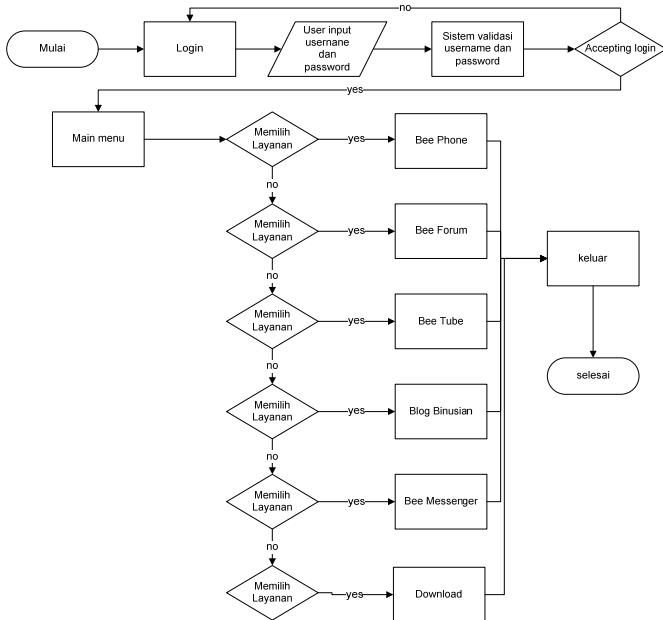 no
Mulai
Login
User input
usernane
dan
password
Sistem validasi
username dan
password
Accepting login
yes
Main menu
Memilih
Layanan
yes
Bee Phone
no
Memilih
Layanan
yes
Bee Forum
keluar
no
Memilih
Layanan
yes
Bee Tube
selesai
no
Memilih
Layanan
yes
Blog Binusian
no
Memilih
Layanan
yes
Bee Messenger
no
Memilih
Layanan
yes
Download